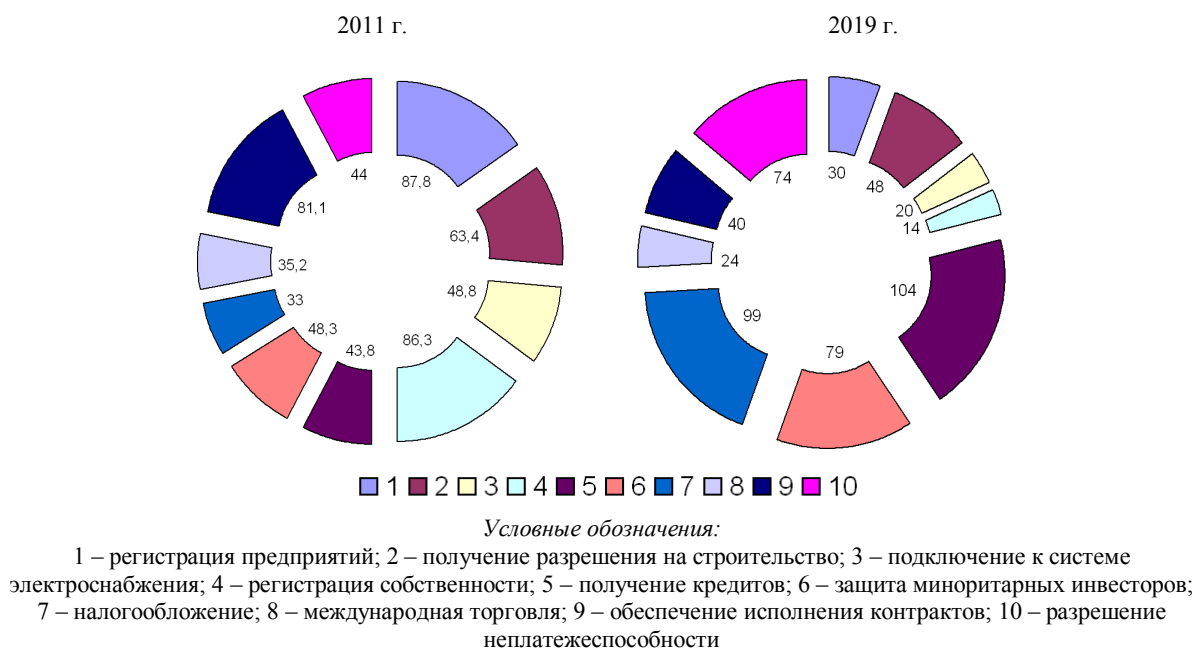 2011 г.
2019 г.
87,8
63,4
48,8
86,3
43,8
48,3
33
35,2
81,1
44
30
48
20
14
104
79
99
24
40
74
1 2 3 4 5 6 7 8 9 10
Условные обозначения:
1 – регистрация предприятий; 2 – получение разрешения на строительство; 3 – подключение к системе
электроснабжения; 4 – регистрация собственности; 5 – получение кредитов; 6 – защита миноритарных инвесторов;
7 – налогообложение; 8 – международная торговля; 9 – обеспечение исполнения контрактов; 10 – разрешение
неплатежеспособности